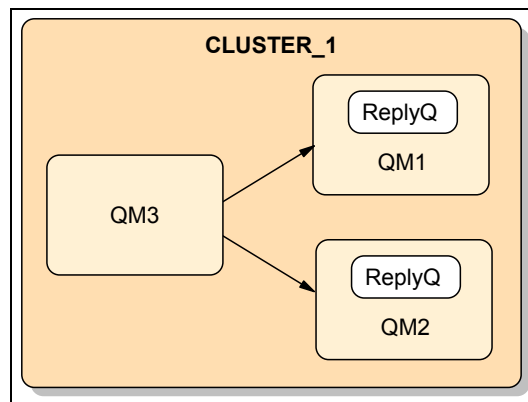 CLUSTER_1
ReplyQ
QM1
QM3
ReplyQ
QM2